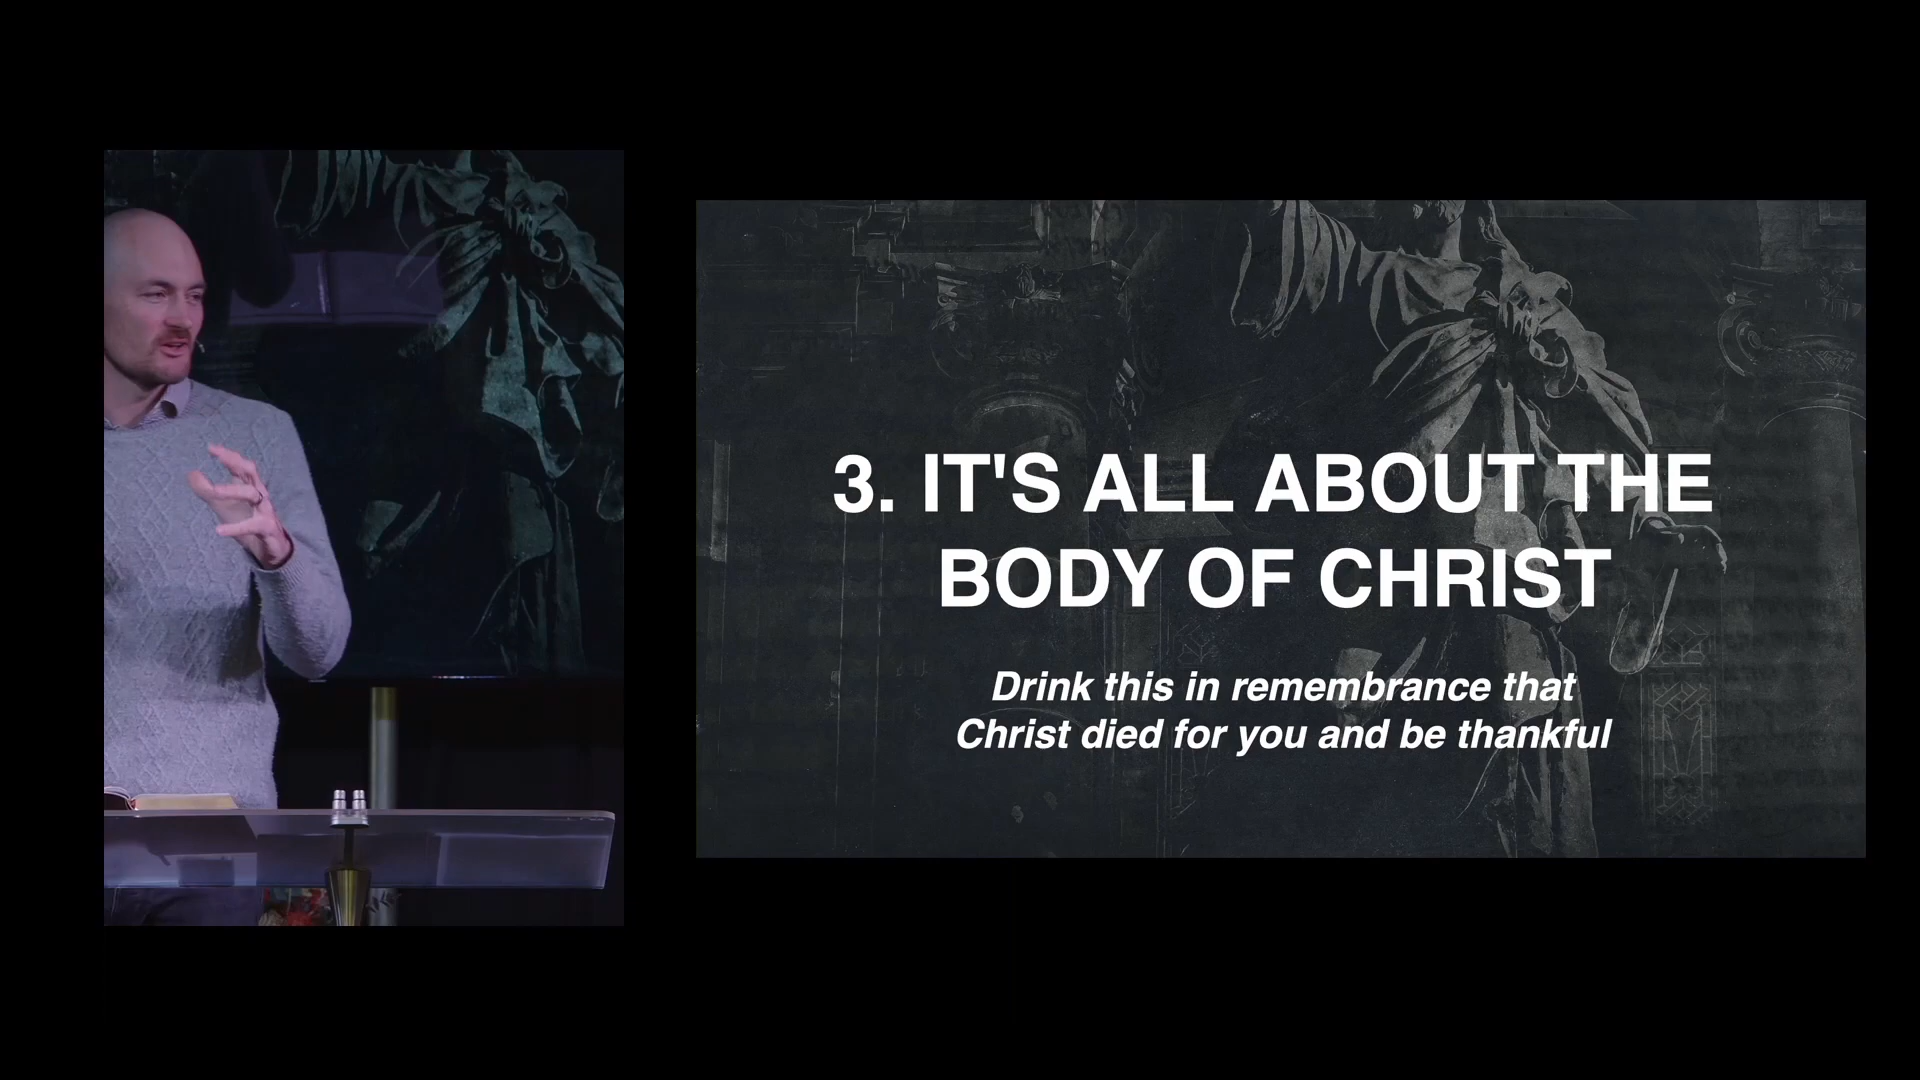 3. IT'S ALL ABOUT THE
BODY OF CHRIST
Drink this in remembrance that
Christ died for you and be thankful